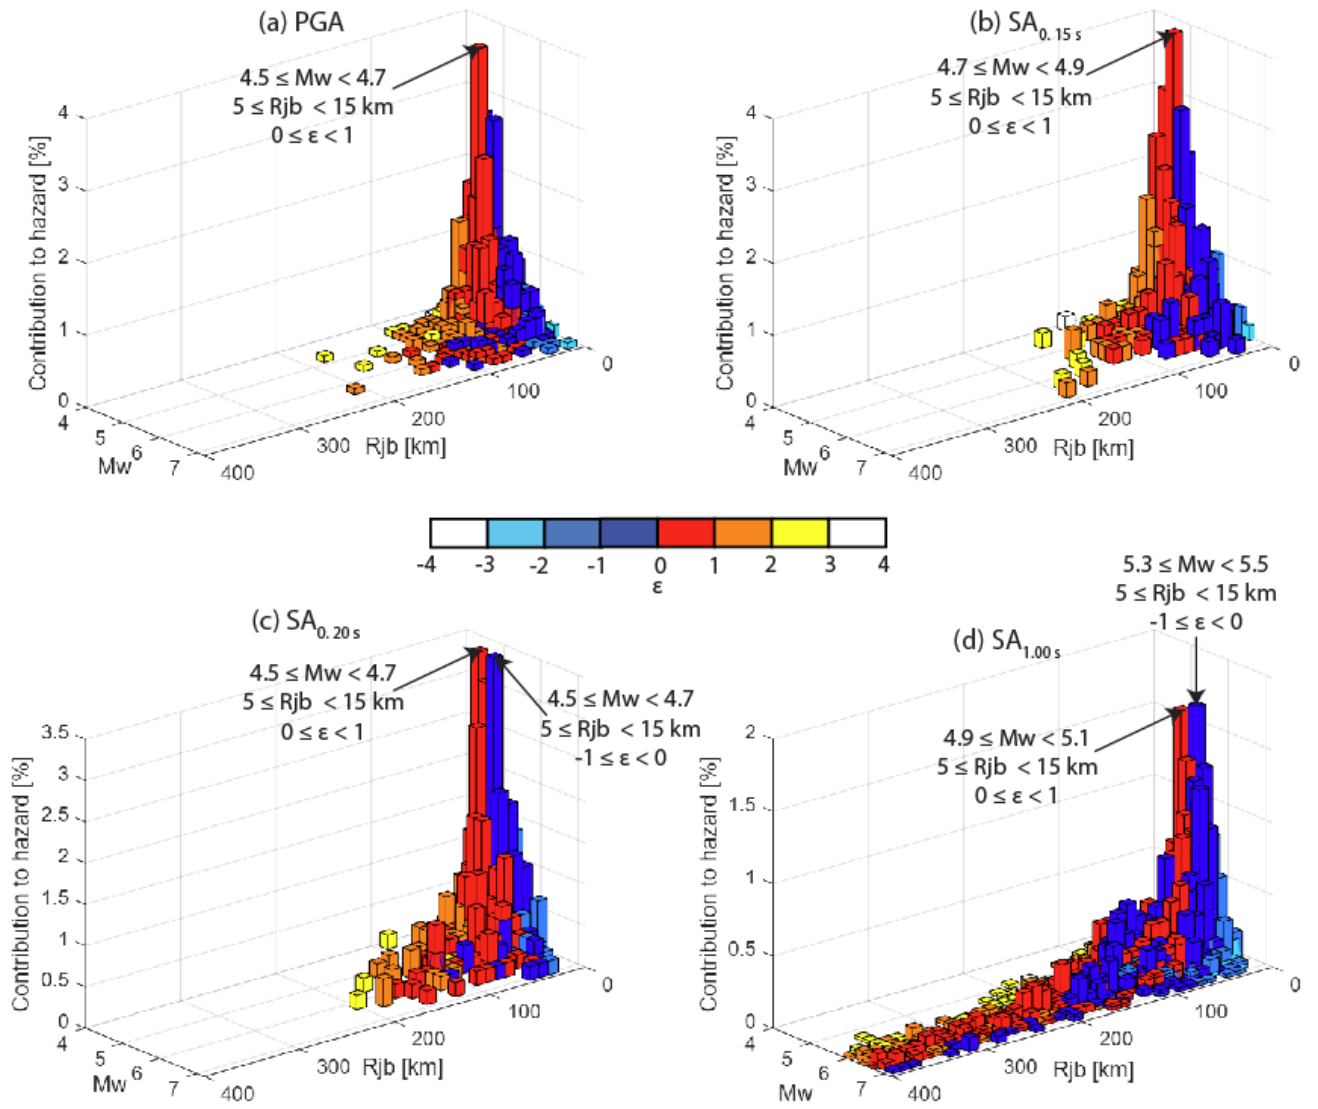 (a) PGA
4.5 ≤ Mw < 4.7
5 ≤ Rjb < 15 km
0 ≤ ε < 1
Contribution to hazard [%]
4
3
2
1
0
4
5
6
7
Mw
400
300
200
100
0
Rjb [km]
(b) SA0.15 s
4.7 ≤ Mw < 4.9
5 ≤ Rjb < 15 km
0 ≤ ε < 1
Contribution to hazard [%]
4
3
2
1
0
4
5
6
7
Mw
400
300
200
100
0
Rjb [km]
-4 -3 -2 -1 0 1 2 3 4
ε
(c) SA0.20 s
4.5 ≤ Mw < 4.7
5 ≤ Rjb < 15 km
0 ≤ ε < 1
4.5 ≤ Mw < 4.7
5 ≤ Rjb < 15 km
-1 ≤ ε < 0
Contribution to hazard [%]
3.5
3
2.5
2
1.5
1
0.5
0
4
5
6
7
Mw
400
300
200
100
0
Rjb [km]
5.3 ≤ Mw < 5.5
5 ≤ Rjb < 15 km
-1 ≤ ε < 0
(d) SA1.00 s
4.9 ≤ Mw < 5.1
5 ≤ Rjb < 15 km
0 ≤ ε < 1
Contribution to hazard [%]
2
1.5
1
0.5
0
4
5
6
7
Mw
400
300
200
100
0
Rjb [km]